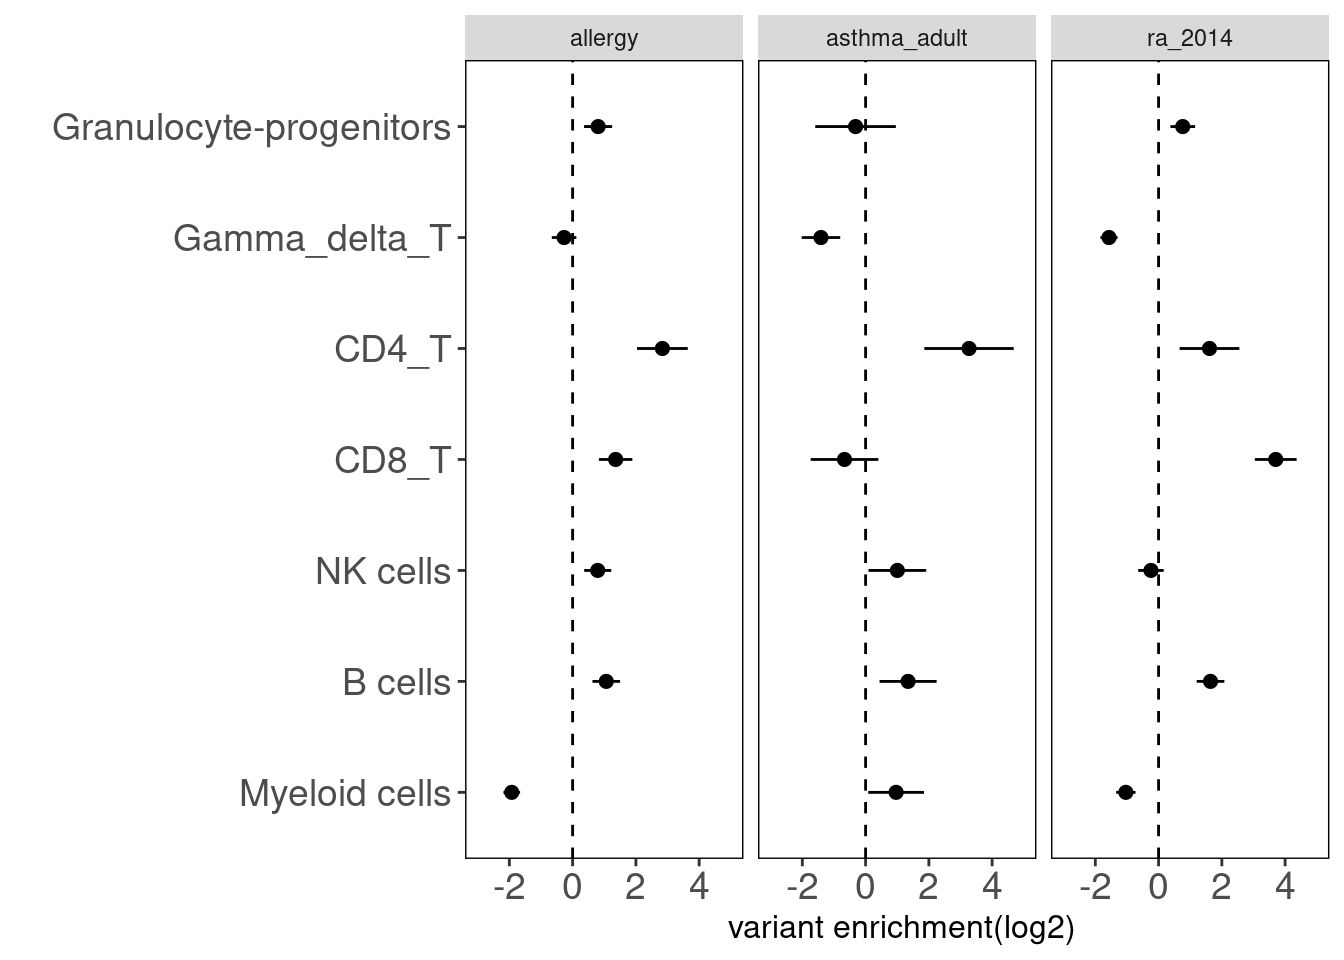 allergy asthma_adult ra_2014
Granulocyte-progenitors
Gamma_delta_T
CD4_T
CD8_T
NK cells
B cells
Myeloid cells
-2 0 2 4 -2 0 2 4 -2 0 2 4
variant enrichment(log2)